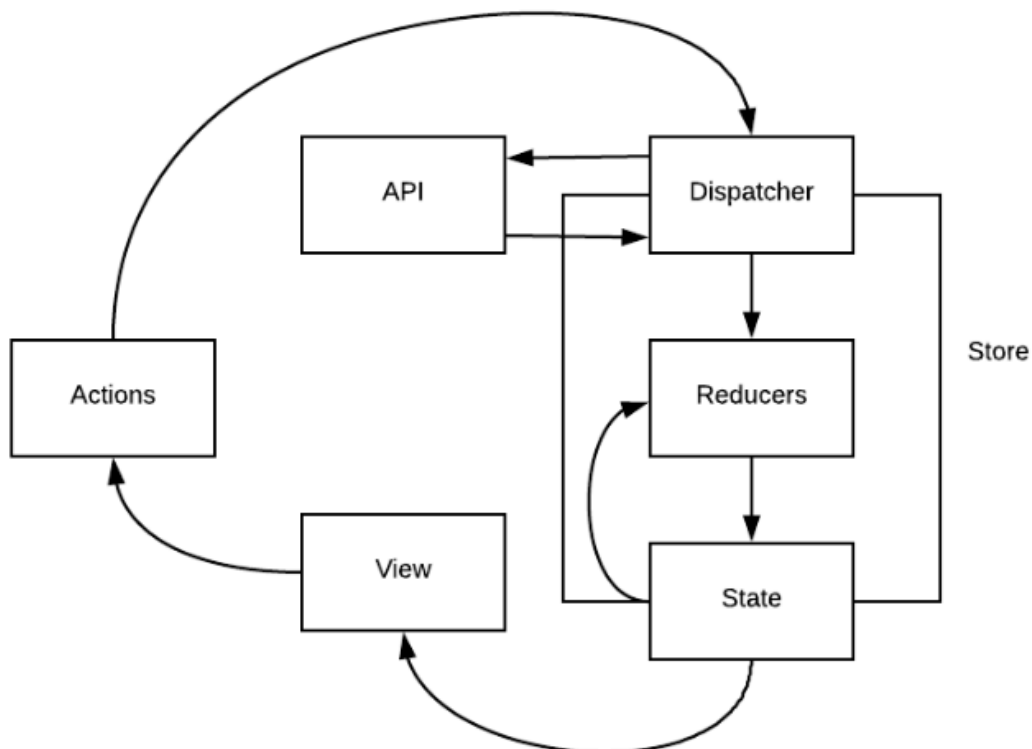 API
Dispatcher
Actions
Reducers
Store
View
State